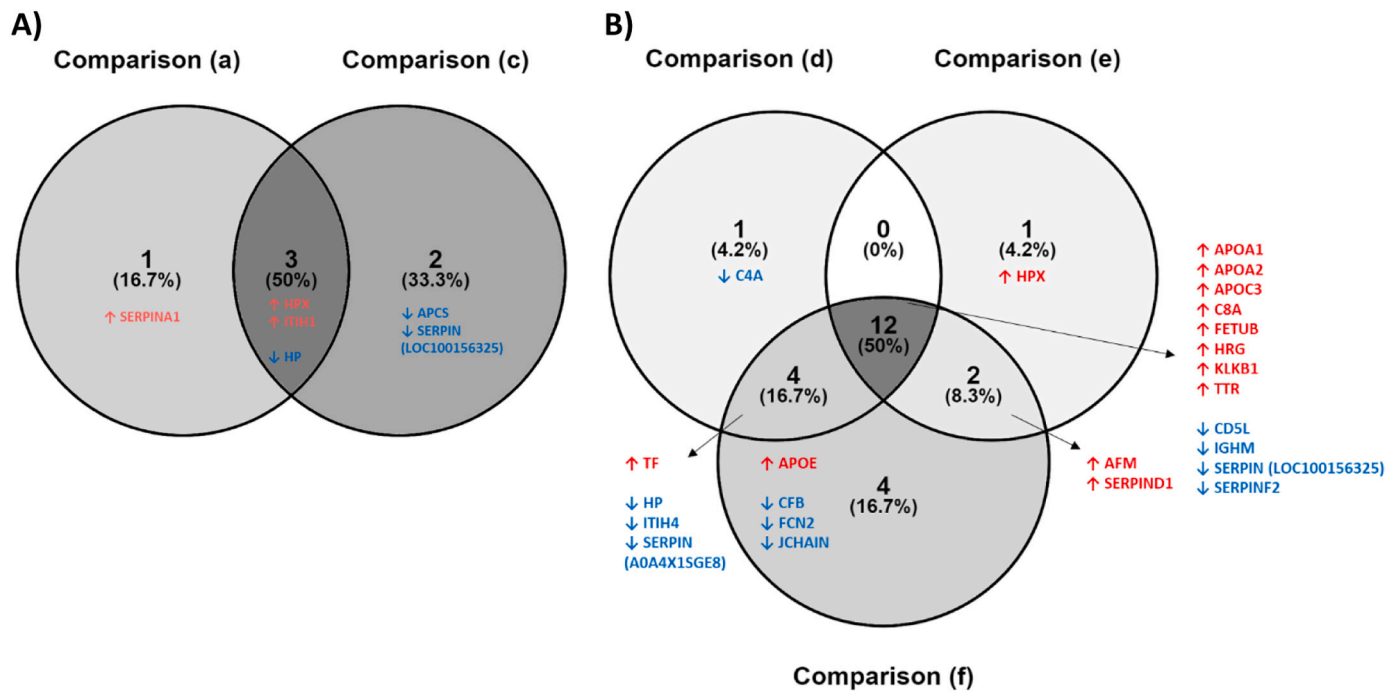 A)
Comparison (a)
Comparison (c)
1
(16.7%)
↑ SERPINA1
3
(50%)
↑ HPX
↑ ITIH1
↓ HP
2
(33.3%)
↓ APCS
↓ SERPIN
(LOC100156325)
B)
Comparison (d)
Comparison (e)
1
(4.2%)
↓ C4A
0
(0%)
1
(4.2%)
↑ HPX
12
(50%)
↑ APOA1
↑ APOA2
↑ APOC3
↑ C8A
↑ FETUB
↑ HRG
↑ KLKB1
↑ TTR
↓ CD5L
↓ IGHM
↓ SERPIN (LOC100156325)
↓ SERPINF2
4
(16.7%)
2
(8.3%)
↑ TF
↓ HP
↓ ITIH4
↓ SERPIN
(A0A4X1SGE8)
↑ APOE
↓ CFB
↓ FCN2
↓ JCHAIN
4
(16.7%)
↑ AFM
↑ SERPIND1
Comparison (f)